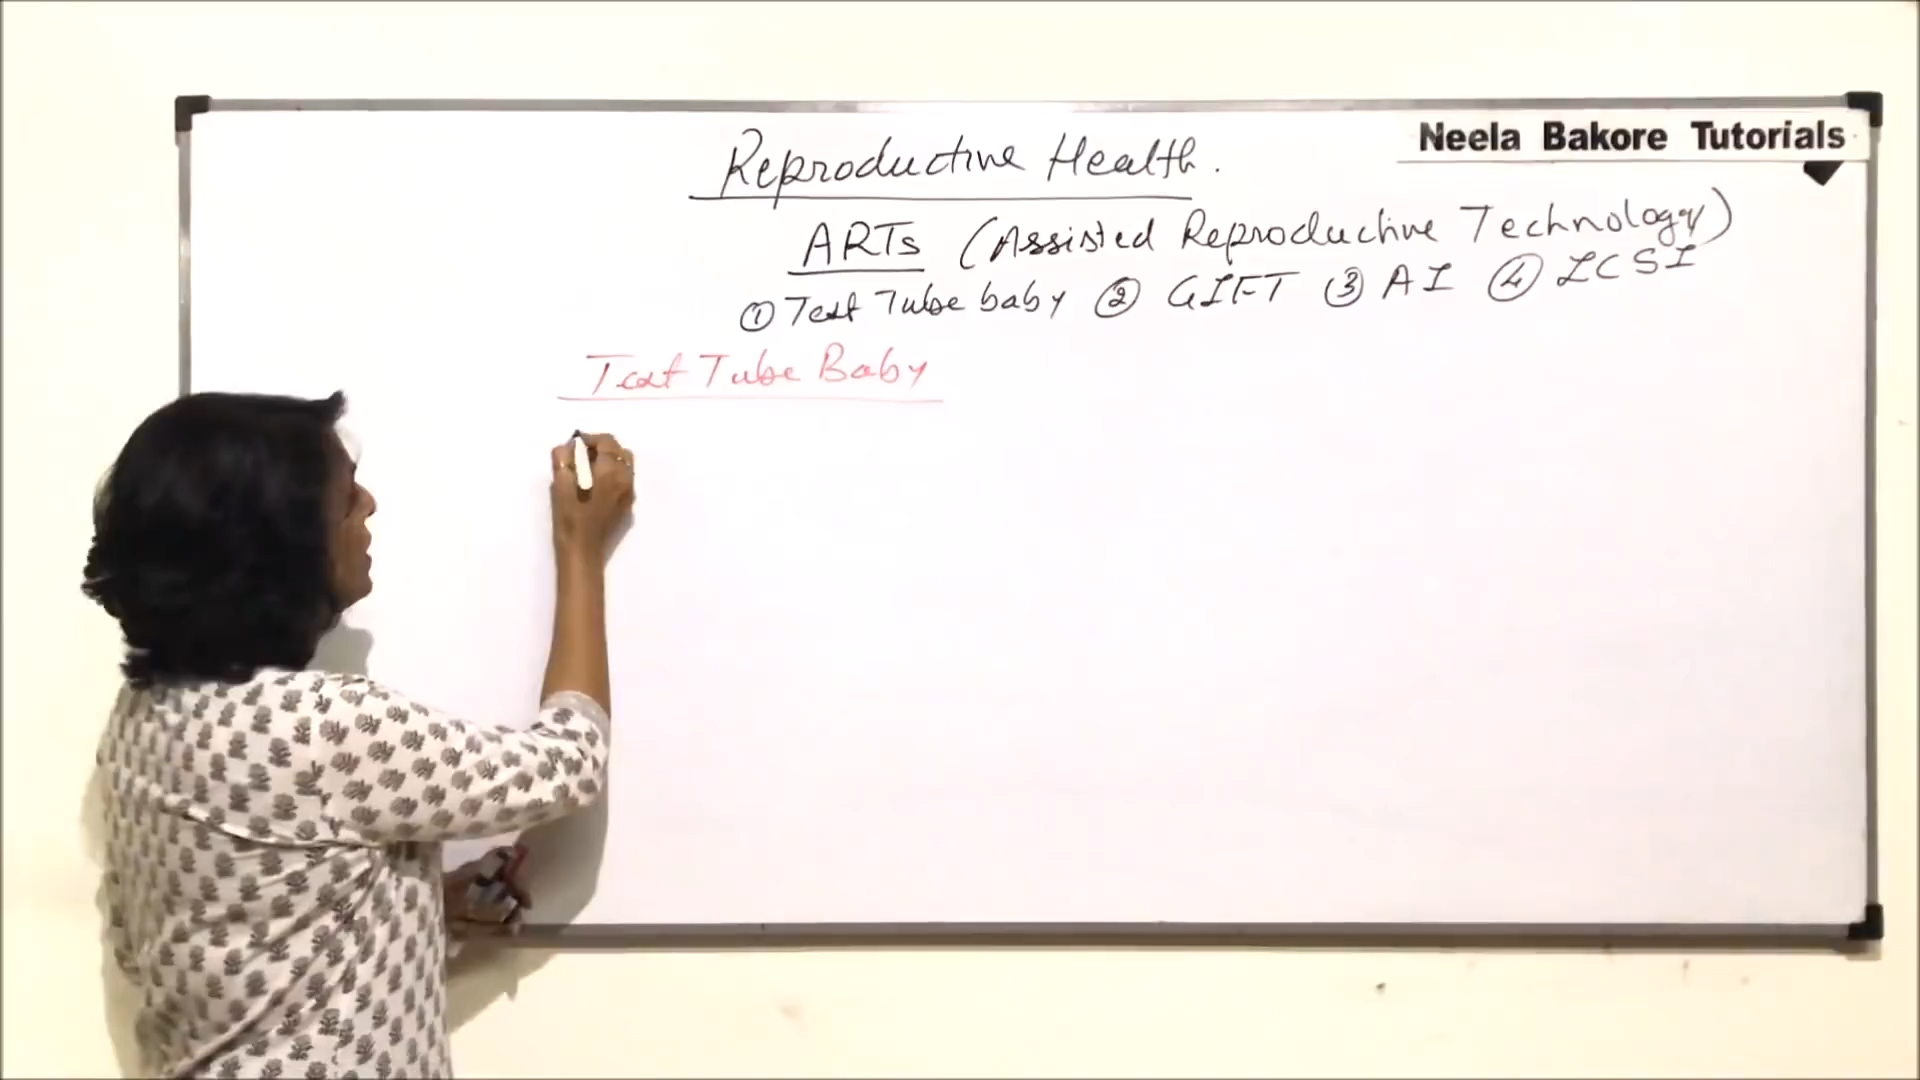 Neela Bakore Tutorials
Reproductive Health.
ARTs (Assisted Reproductive Technology)
① Test Tube baby ② GIFT ③ AI ④ ICSI
Test Tube Baby